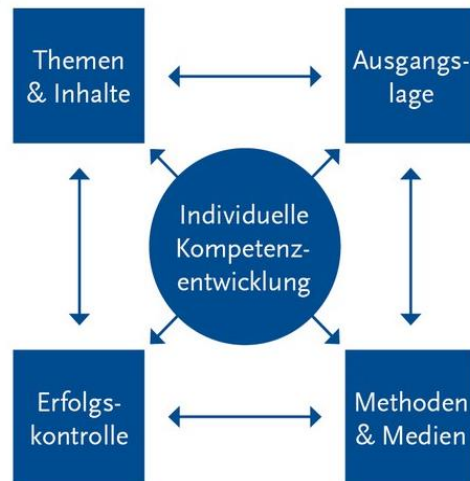 Themen
& Inhalte
Ausgangs-
lage
Individuelle
Kompetenz-
entwicklung
Erfolgs-
kontrolle
Methoden
& Medien